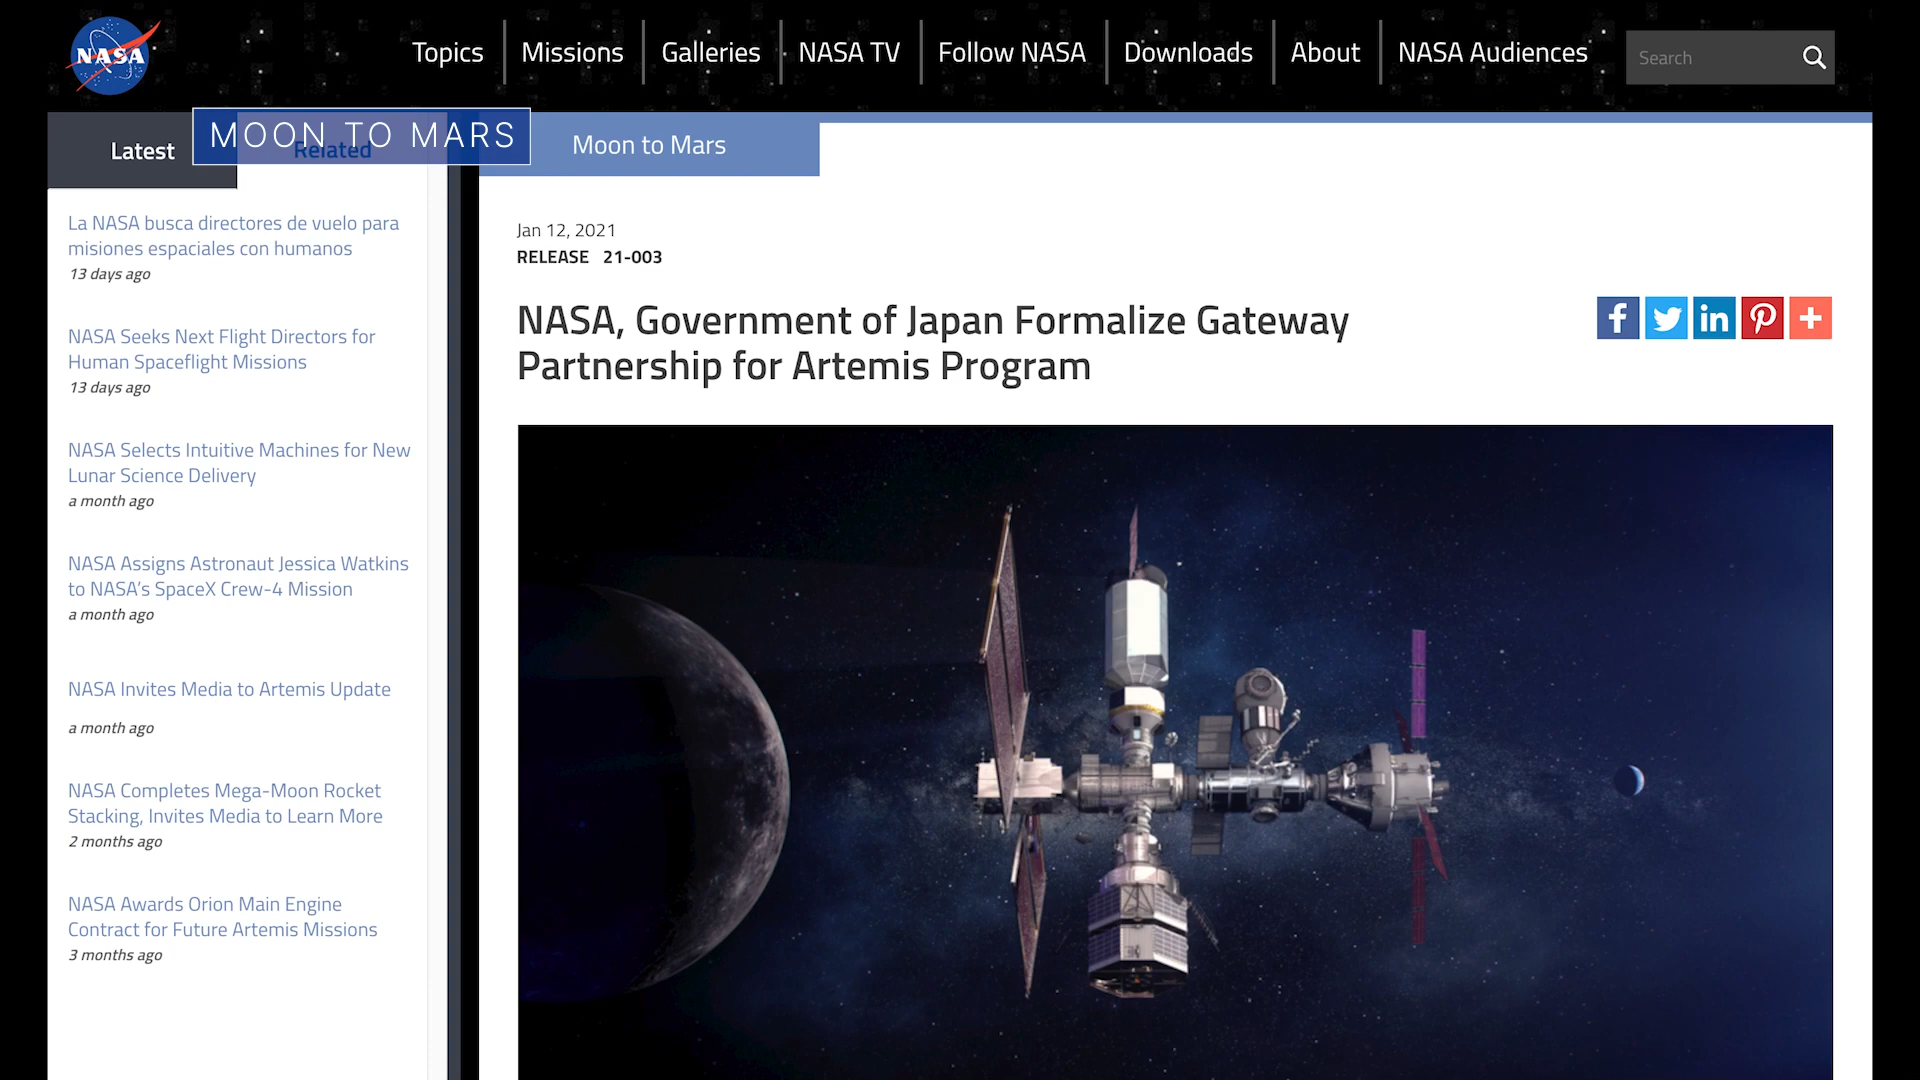 NASA
Topics
Missions
Galleries
NASA TV
Follow NASA
Downloads
About
NASA Audiences
Search
MOON TO MARS
Latest
Related
Moon to Mars
La NASA busca directores de vuelo para
misiones espaciales con humanos
13 days ago
NASA Seeks Next Flight Directors for
Human Spaceflight Missions
13 days ago
NASA Selects Intuitive Machines for New
Lunar Science Delivery
a month ago
NASA Assigns Astronaut Jessica Watkins
to NASA's SpaceX Crew-4 Mission
a month ago
NASA Invites Media to Artemis Update
a month ago
NASA Completes Mega-Moon Rocket
Stacking, Invites Media to Learn More
2 months ago
NASA Awards Orion Main Engine
Contract for Future Artemis Missions
3 months ago
Jan 12, 2021
RELEASE 21-003
NASA, Government of Japan Formalize Gateway
Partnership for Artemis Program